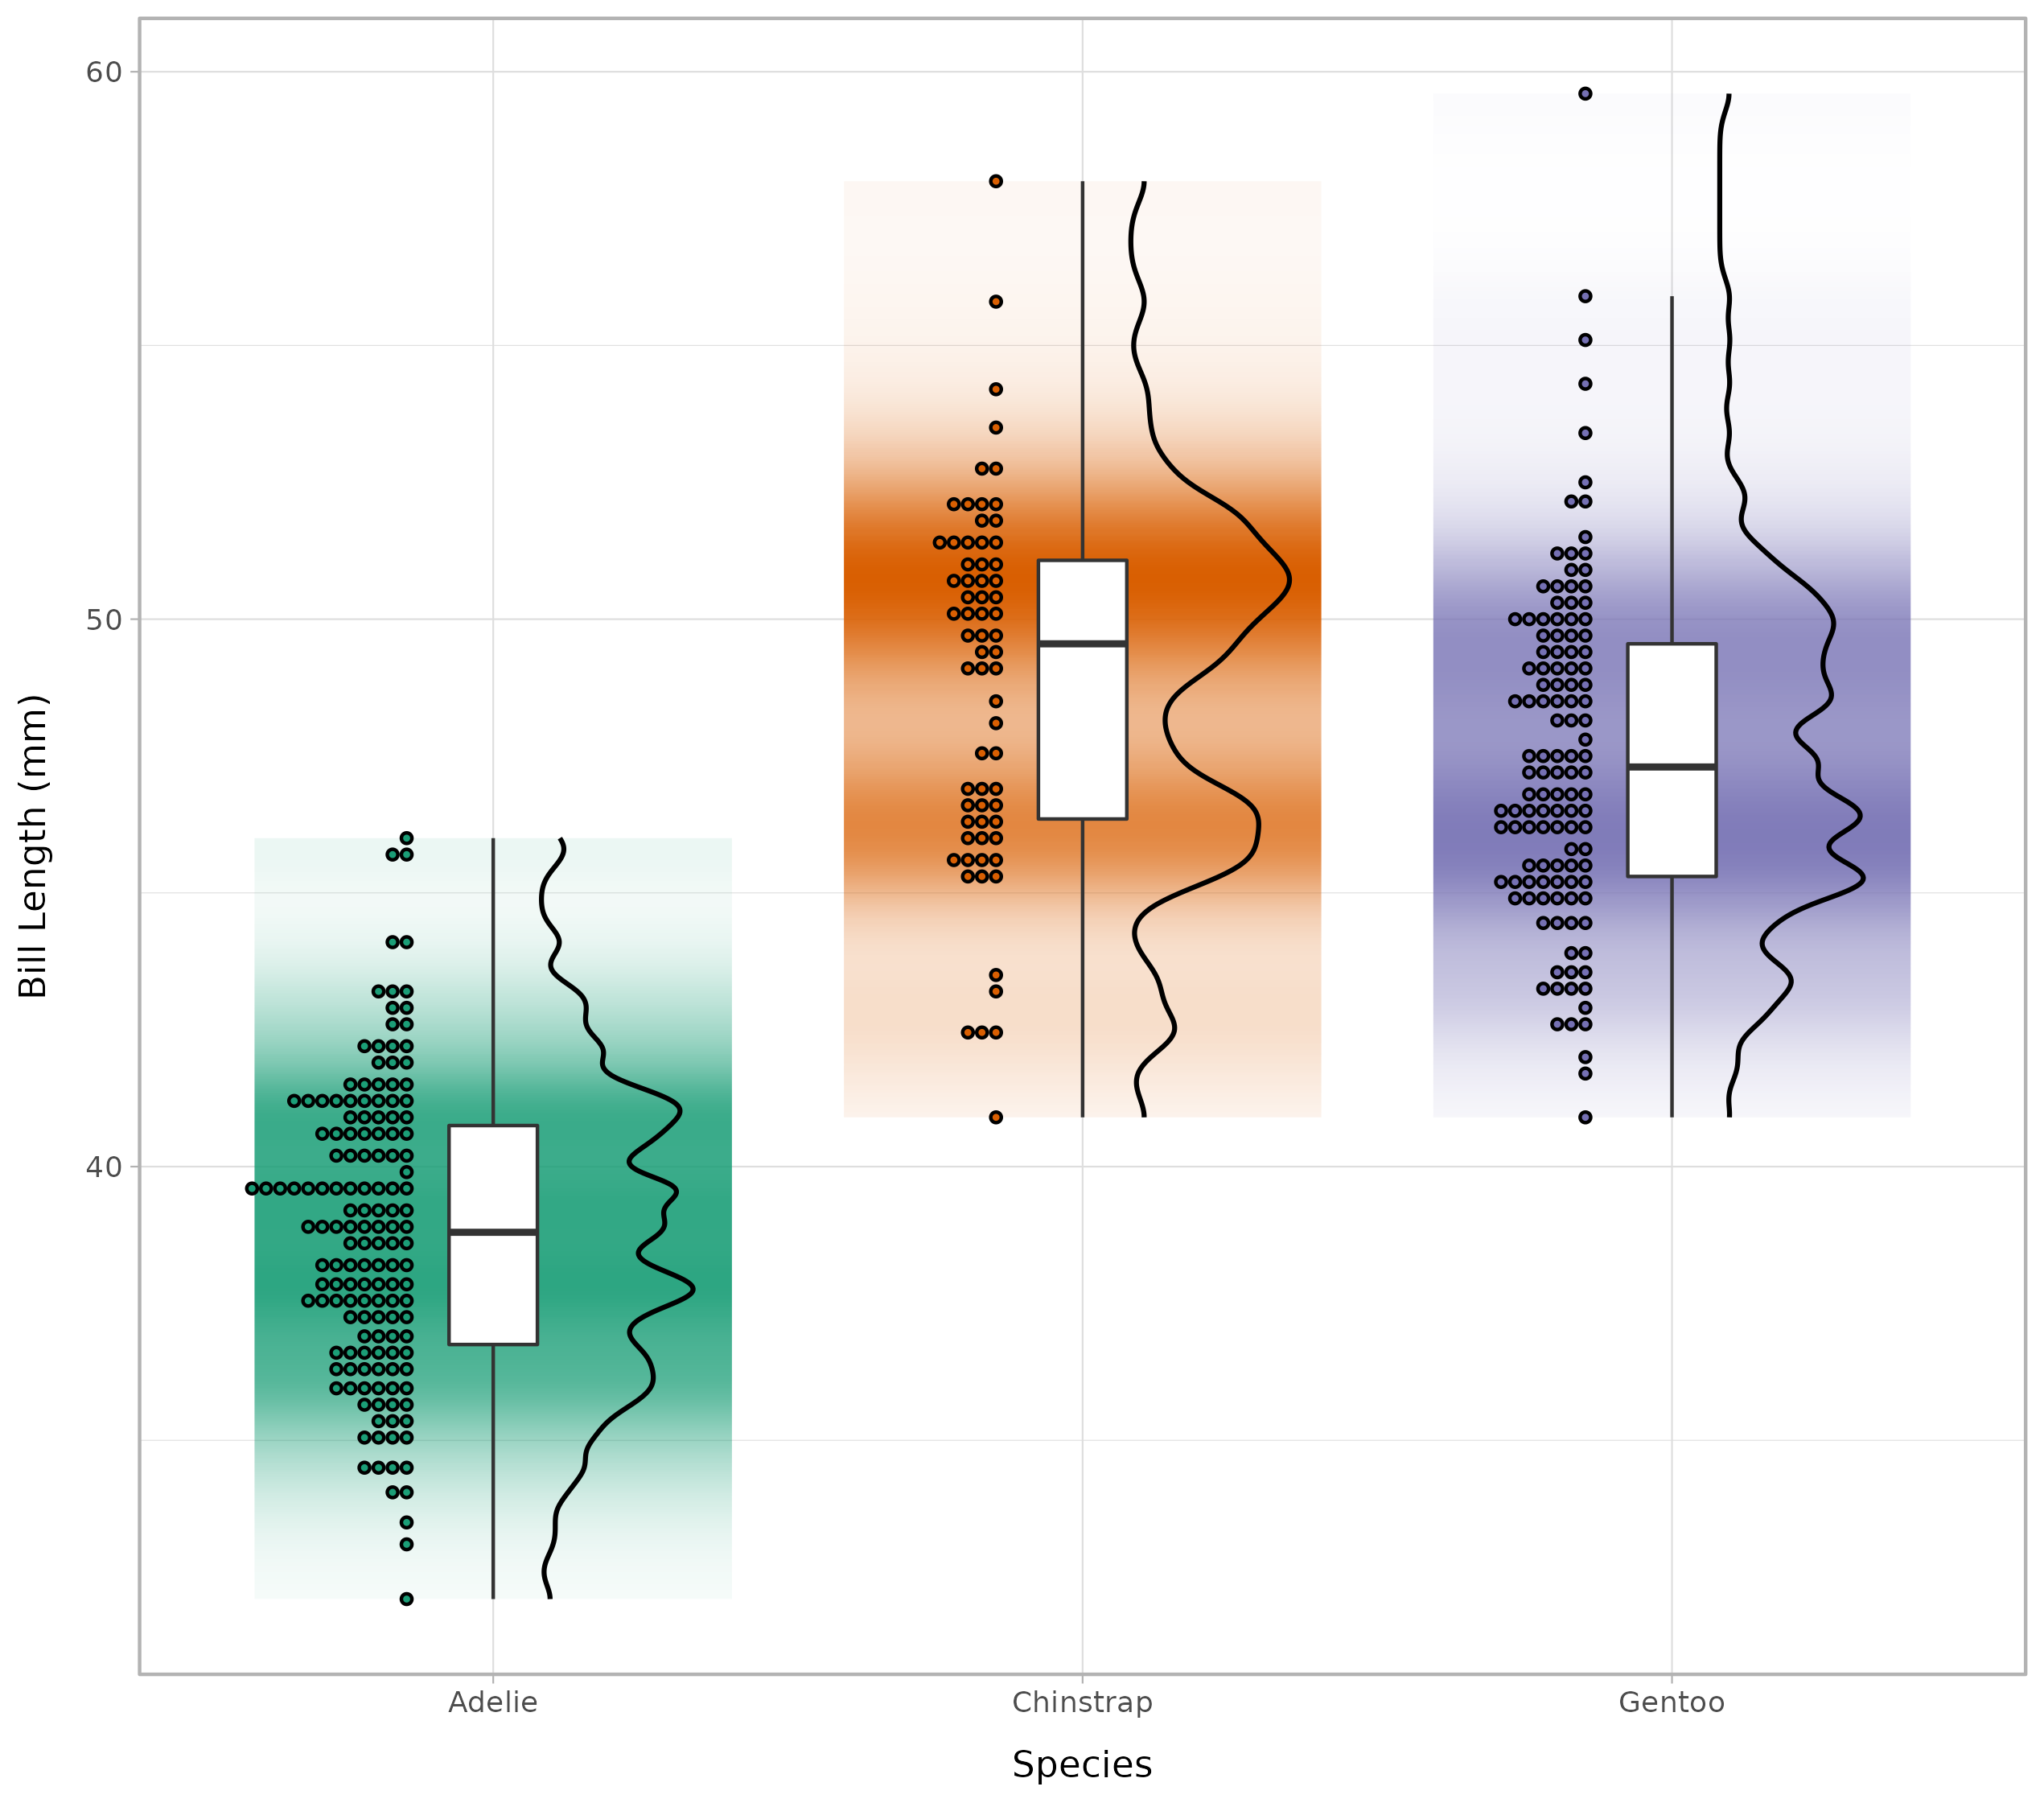 60
50
40
Bill Length (mm)
Adelie
Chinstrap
Gentoo
Species